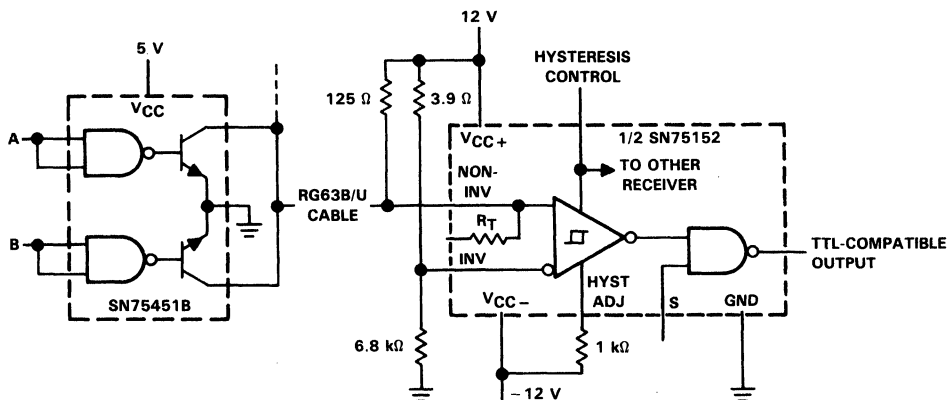 12 V
5 V
HYSTERESIS
CONTROL
125 Ω
3.9 Ω
VCC
VCC+
1/2 SN75152
A
TO OTHER
RECEIVER
NON-
INV
RG63B/U
CABLE
RT
B
INV
TTL-COMPATIBLE
OUTPUT
SN75451B
VCC-
HYST
ADJ
S
GND
6.8 kΩ
1 kΩ
-12 V